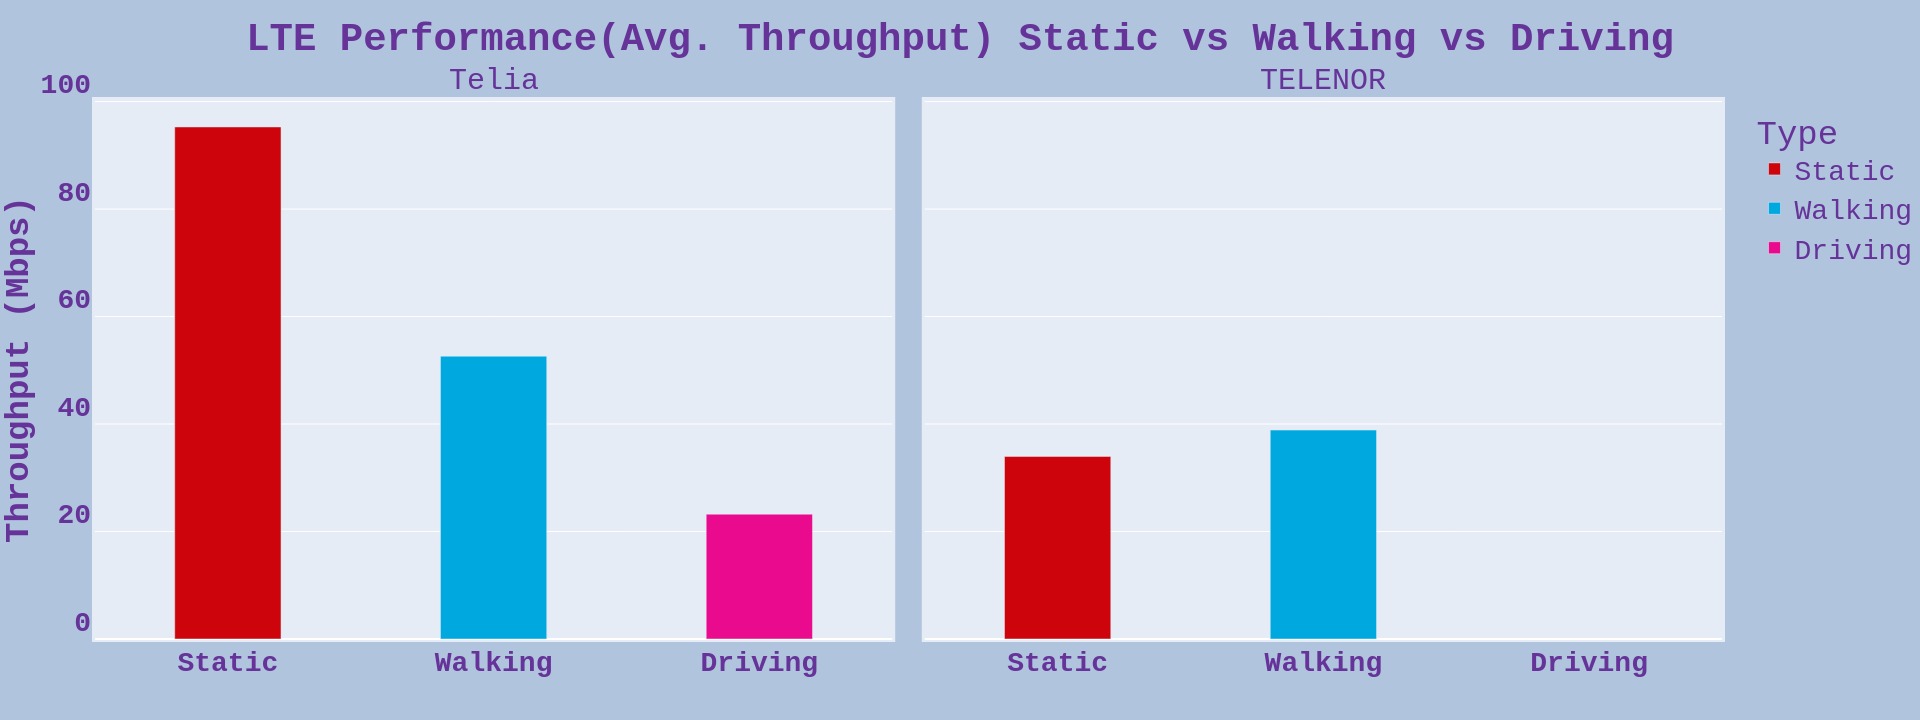 LTE Performance(Avg. Throughput) Static vs Walking vs Driving
Telia
TELENOR
Throughput (Mbps)
100
80
60
40
20
0
Static Walking Driving
Static Walking Driving
Type
Static
Walking
Driving